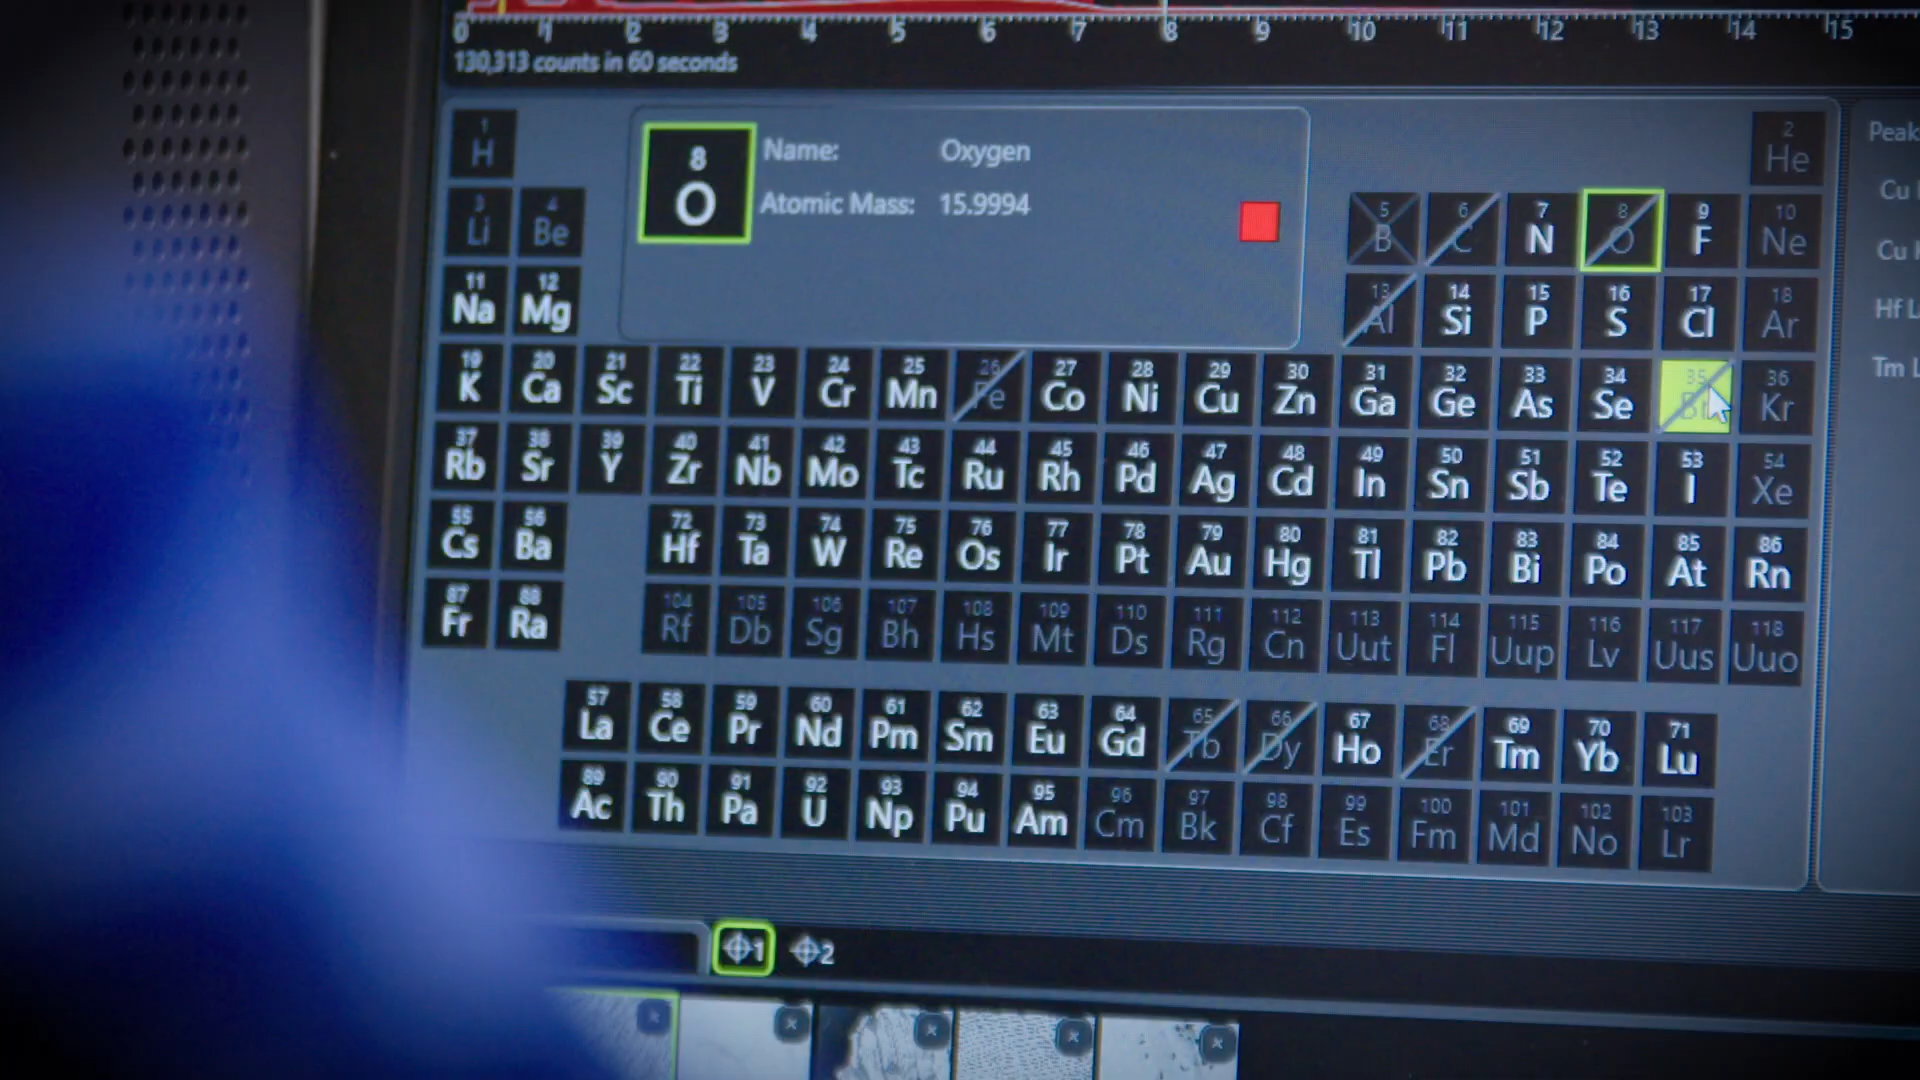 0 1 2 3 4 5 6 7 8 9 10 11 12 13 14 15
130,313 counts in 60 seconds
1 H
2 He
8 O
Name: Oxygen
Atomic Mass: 15.9994
Peak
3 Li 4 Be 5 B 6 C 7 N 8 O 9 F 10 Ne
Cu
Cu
11 Na 12 Mg 13 Al 14 Si 15 P 16 S 17 Cl 18 Ar
Hf L
19 K 20 Ca 21 Sc 22 Ti 23 V 24 Cr 25 Mn 26 Fe 27 Co 28 Ni 29 Cu 30 Zn 31 Ga 32 Ge 33 As 34 Se 35 Br 36 Kr
Tm L
37 Rb 38 Sr 39 Y 40 Zr 41 Nb 42 Mo 43 Tc 44 Ru 45 Rh 46 Pd 47 Ag 48 Cd 49 In 50 Sn 51 Sb 52 Te 53 I 54 Xe
55 Cs 56 Ba 72 Hf 73 Ta 74 W 75 Re 76 Os 77 Ir 78 Pt 79 Au 80 Hg 81 Tl 82 Pb 83 Bi 84 Po 85 At 86 Rn
87 Fr 88 Ra 104 Rf 105 Db 106 Sg 107 Bh 108 Hs 109 Mt 110 Ds 111 Rg 112 Cn 113 Uut 114 Fl 115 Uup 116 Lv 117 Uus 118 Uuo
57 La 58 Ce 59 Pr 60 Nd 61 Pm 62 Sm 63 Eu 64 Gd 65 Tb 66 Dy 67 Ho 68 Er 69 Tm 70 Yb 71 Lu
89 Ac 90 Th 91 Pa 92 U 93 Np 94 Pu 95 Am 96 Cm 97 Bk 98 Cf 99 Es 100 Fm 101 Md 102 No 103 Lr
1 2